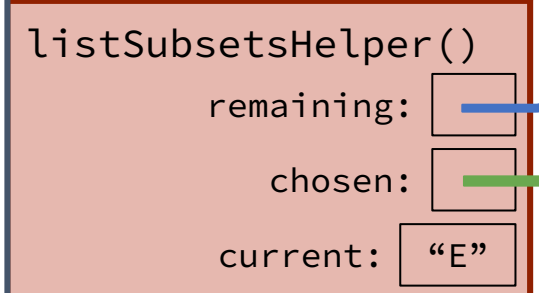 listSubsetsHelper()
remaining:
chosen:
current: “E”